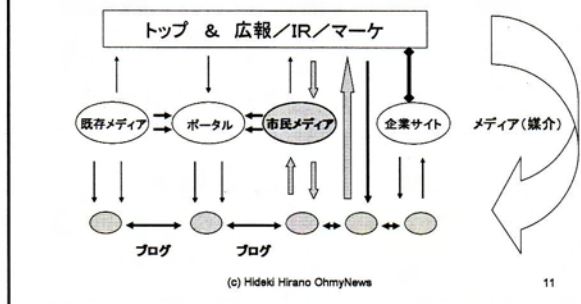 トップ & 広報/IR/マーケ
既存メディア
ポータル
市民メディア
企業サイト
メディア(媒介)
ブログ
ブログ
(c) Hideki Hirano OhmyNews
11